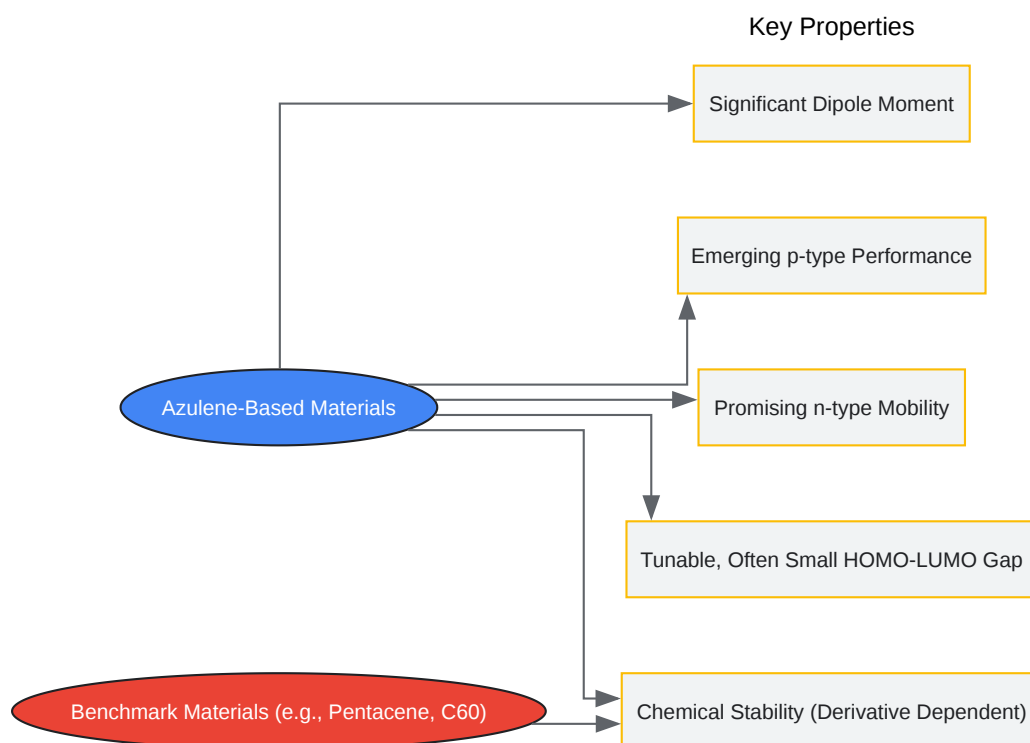 Key Properties
Significant Dipole Moment
Emerging p-type Performance
Azulene-Based Materials
Promising n-type Mobility
Tunable, Often Small HOMO-LUMO Gap
Benchmark Materials (e.g., Pentacene, C60)
Chemical Stability (Derivative Dependent)